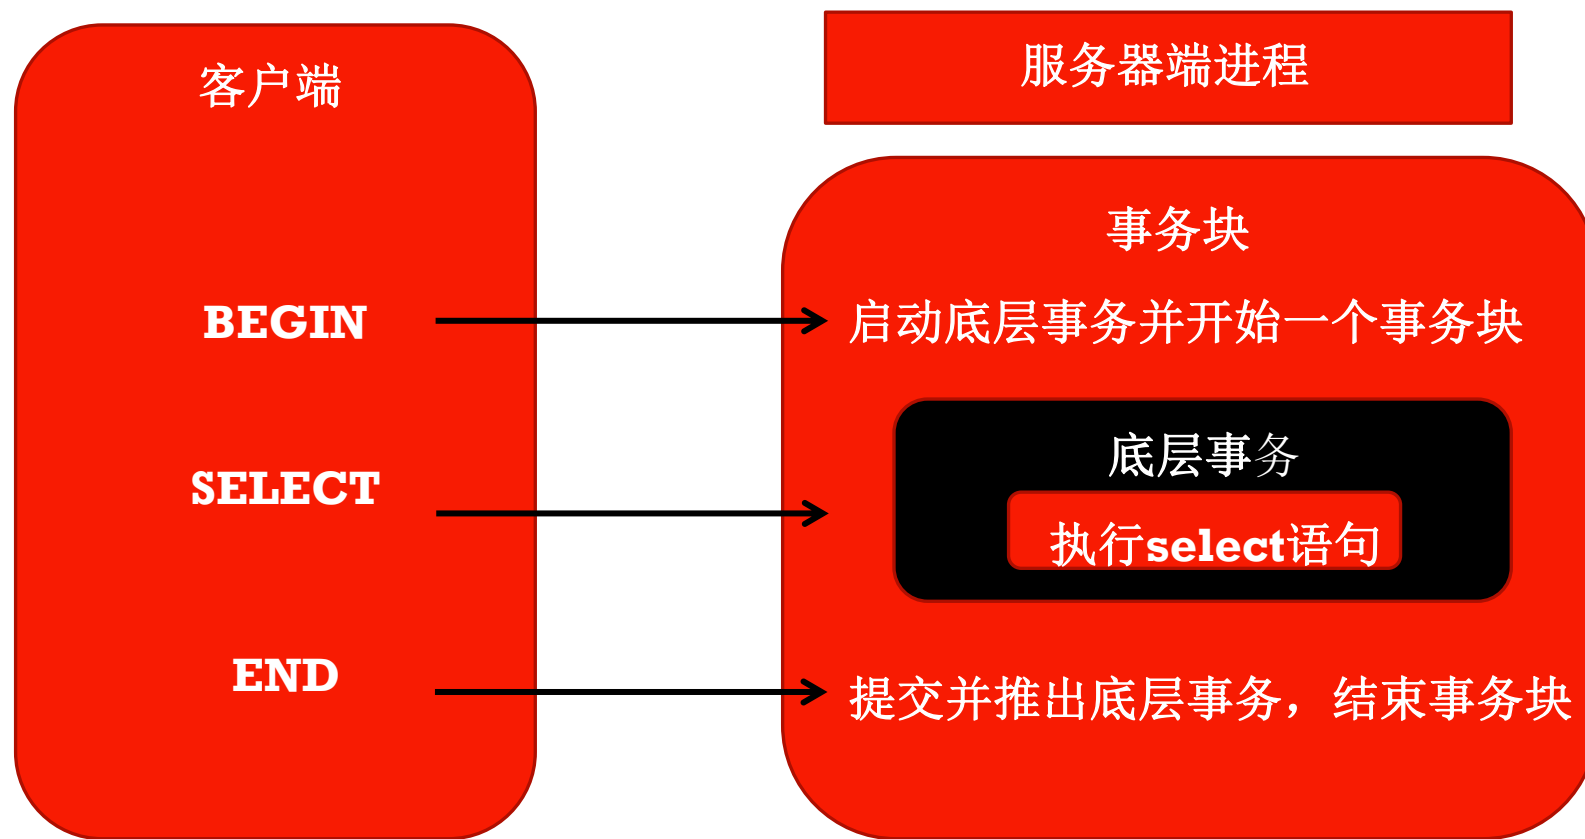 客户端
服务器端进程
事务块
BEGIN
启动底层事务并开始一个事务块
底层事务
SELECT
执行select语句
END
提交并推出底层事务，结束事务块